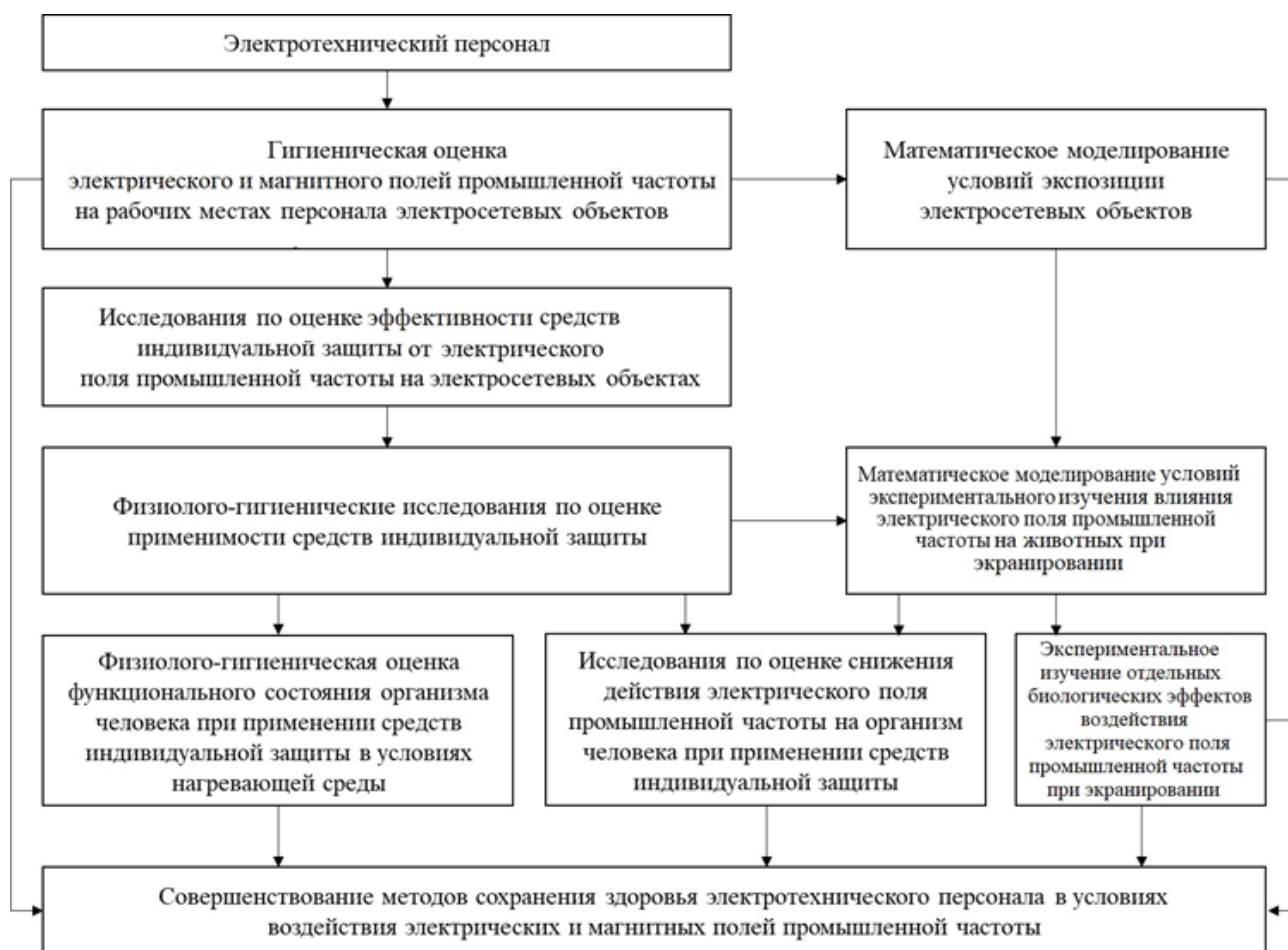 Электротехнический персонал
Гигиеническая оценка
электрического и магнитного полей промышленной частоты
на рабочих местах персонала электросетевых объектов
Математическое моделирование
условий экспозиции
электросетевых объектов
Исследования по оценке эффективности средств
индивидуальной защиты от электрического
поля промышленной частоты на электросетевых объектах
Физиолого-гигиенические исследования по оценке
применимости средств индивидуальной защиты
Математическое моделирование условий
экспериментального изучения влияния
электрического поля промышленной
частоты на животных при
экранировании
Физиолого-гигиеническая оценка
функционального состояния организма
человека при применении средств
индивидуальной защиты в условиях
нагревающей среды
Исследования по оценке снижения
действия электрического поля
промышленной частоты на организм
человека при применении средств
индивидуальной защиты
Экспериментальное
изучение отдельных
биологических эффектов
воздействия
электрического поля
промышленной частоты
при экранировании
Совершенствование методов сохранения здоровья электротехнического персонала в условиях
воздействия электрических и магнитных полей промышленной частоты